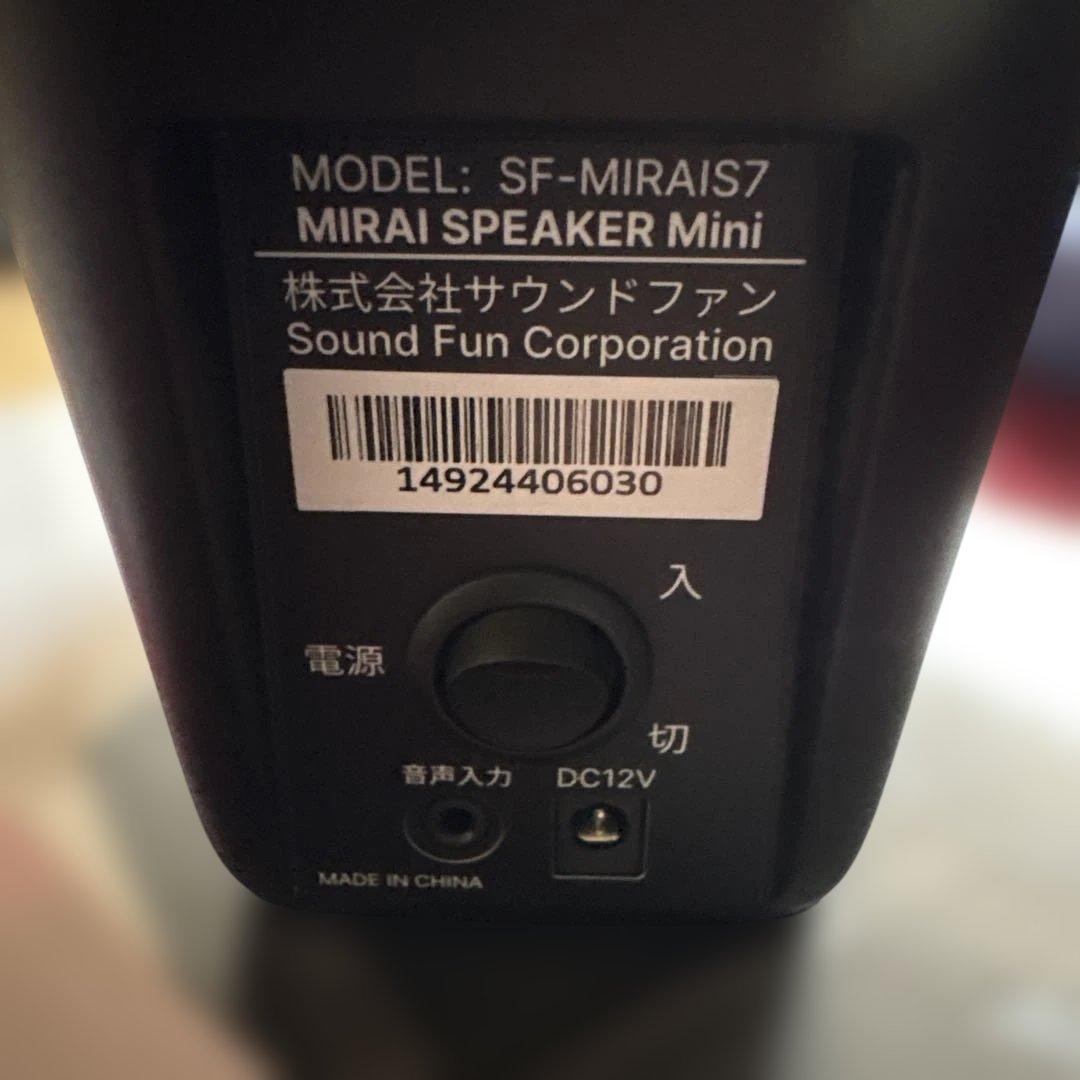 MODEL: SF-MIRAIS7
MIRAI SPEAKER Mini
株式会社サウンドファン
Sound Fun Corporation
14924406030
入
電源
切
音声入力 DC12V
MADE IN CHINA